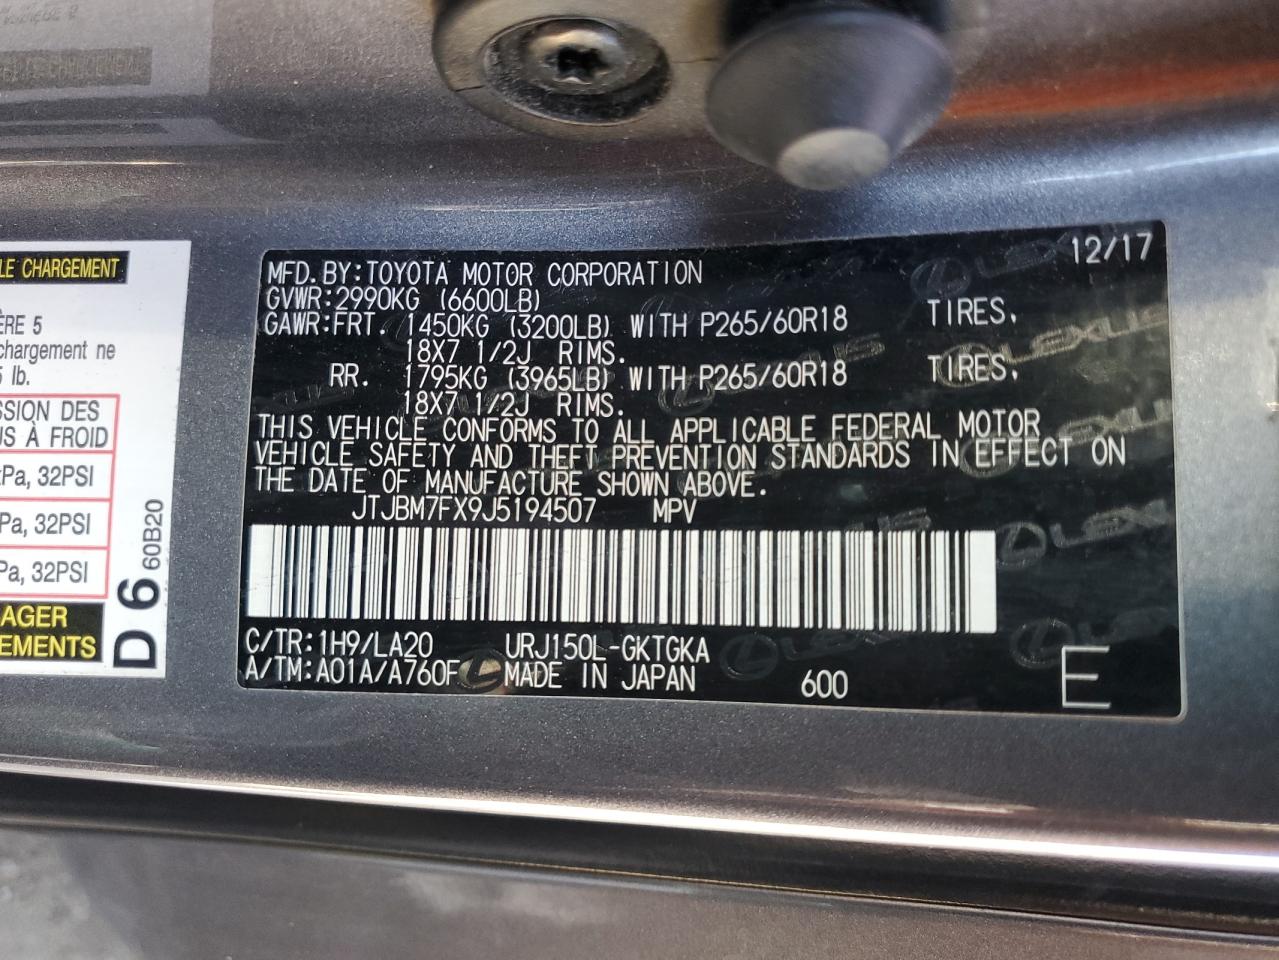 12/17
MFD.BY:TOYOTA MOTOR CORPORATION
GVWR:2990KG (6600LB)
GAWR:FRT. 1450KG (3200LB) WITH P265/60R18 TIRES,
18X7 1/2J RIMS.
RR. 1795KG (3965LB) WITH P265/60R18 TIRES,
18X7 1/2J RIMS.
THIS VEHICLE CONFORMS TO ALL APPLICABLE FEDERAL MOTOR
VEHICLE SAFETY AND THEFT PREVENTION STANDARDS IN EFFECT ON
THE DATE OF MANUFACTURE SHOWN ABOVE.
JTJBM7FX9J5194507 MPV
C/TR:1H9/LA20 URJ150L-GKTGKA
A/TM:A01A/A760F MADE IN JAPAN 600 E
LE CHARGEMENT
ÈRE 5
chargement ne
5 lb.
SSION DES
US À FROID
Pa, 32PSI
Pa, 32PSI
Pa, 32PSI
AGER
EMENTS
D 6 60B20
LEXUS